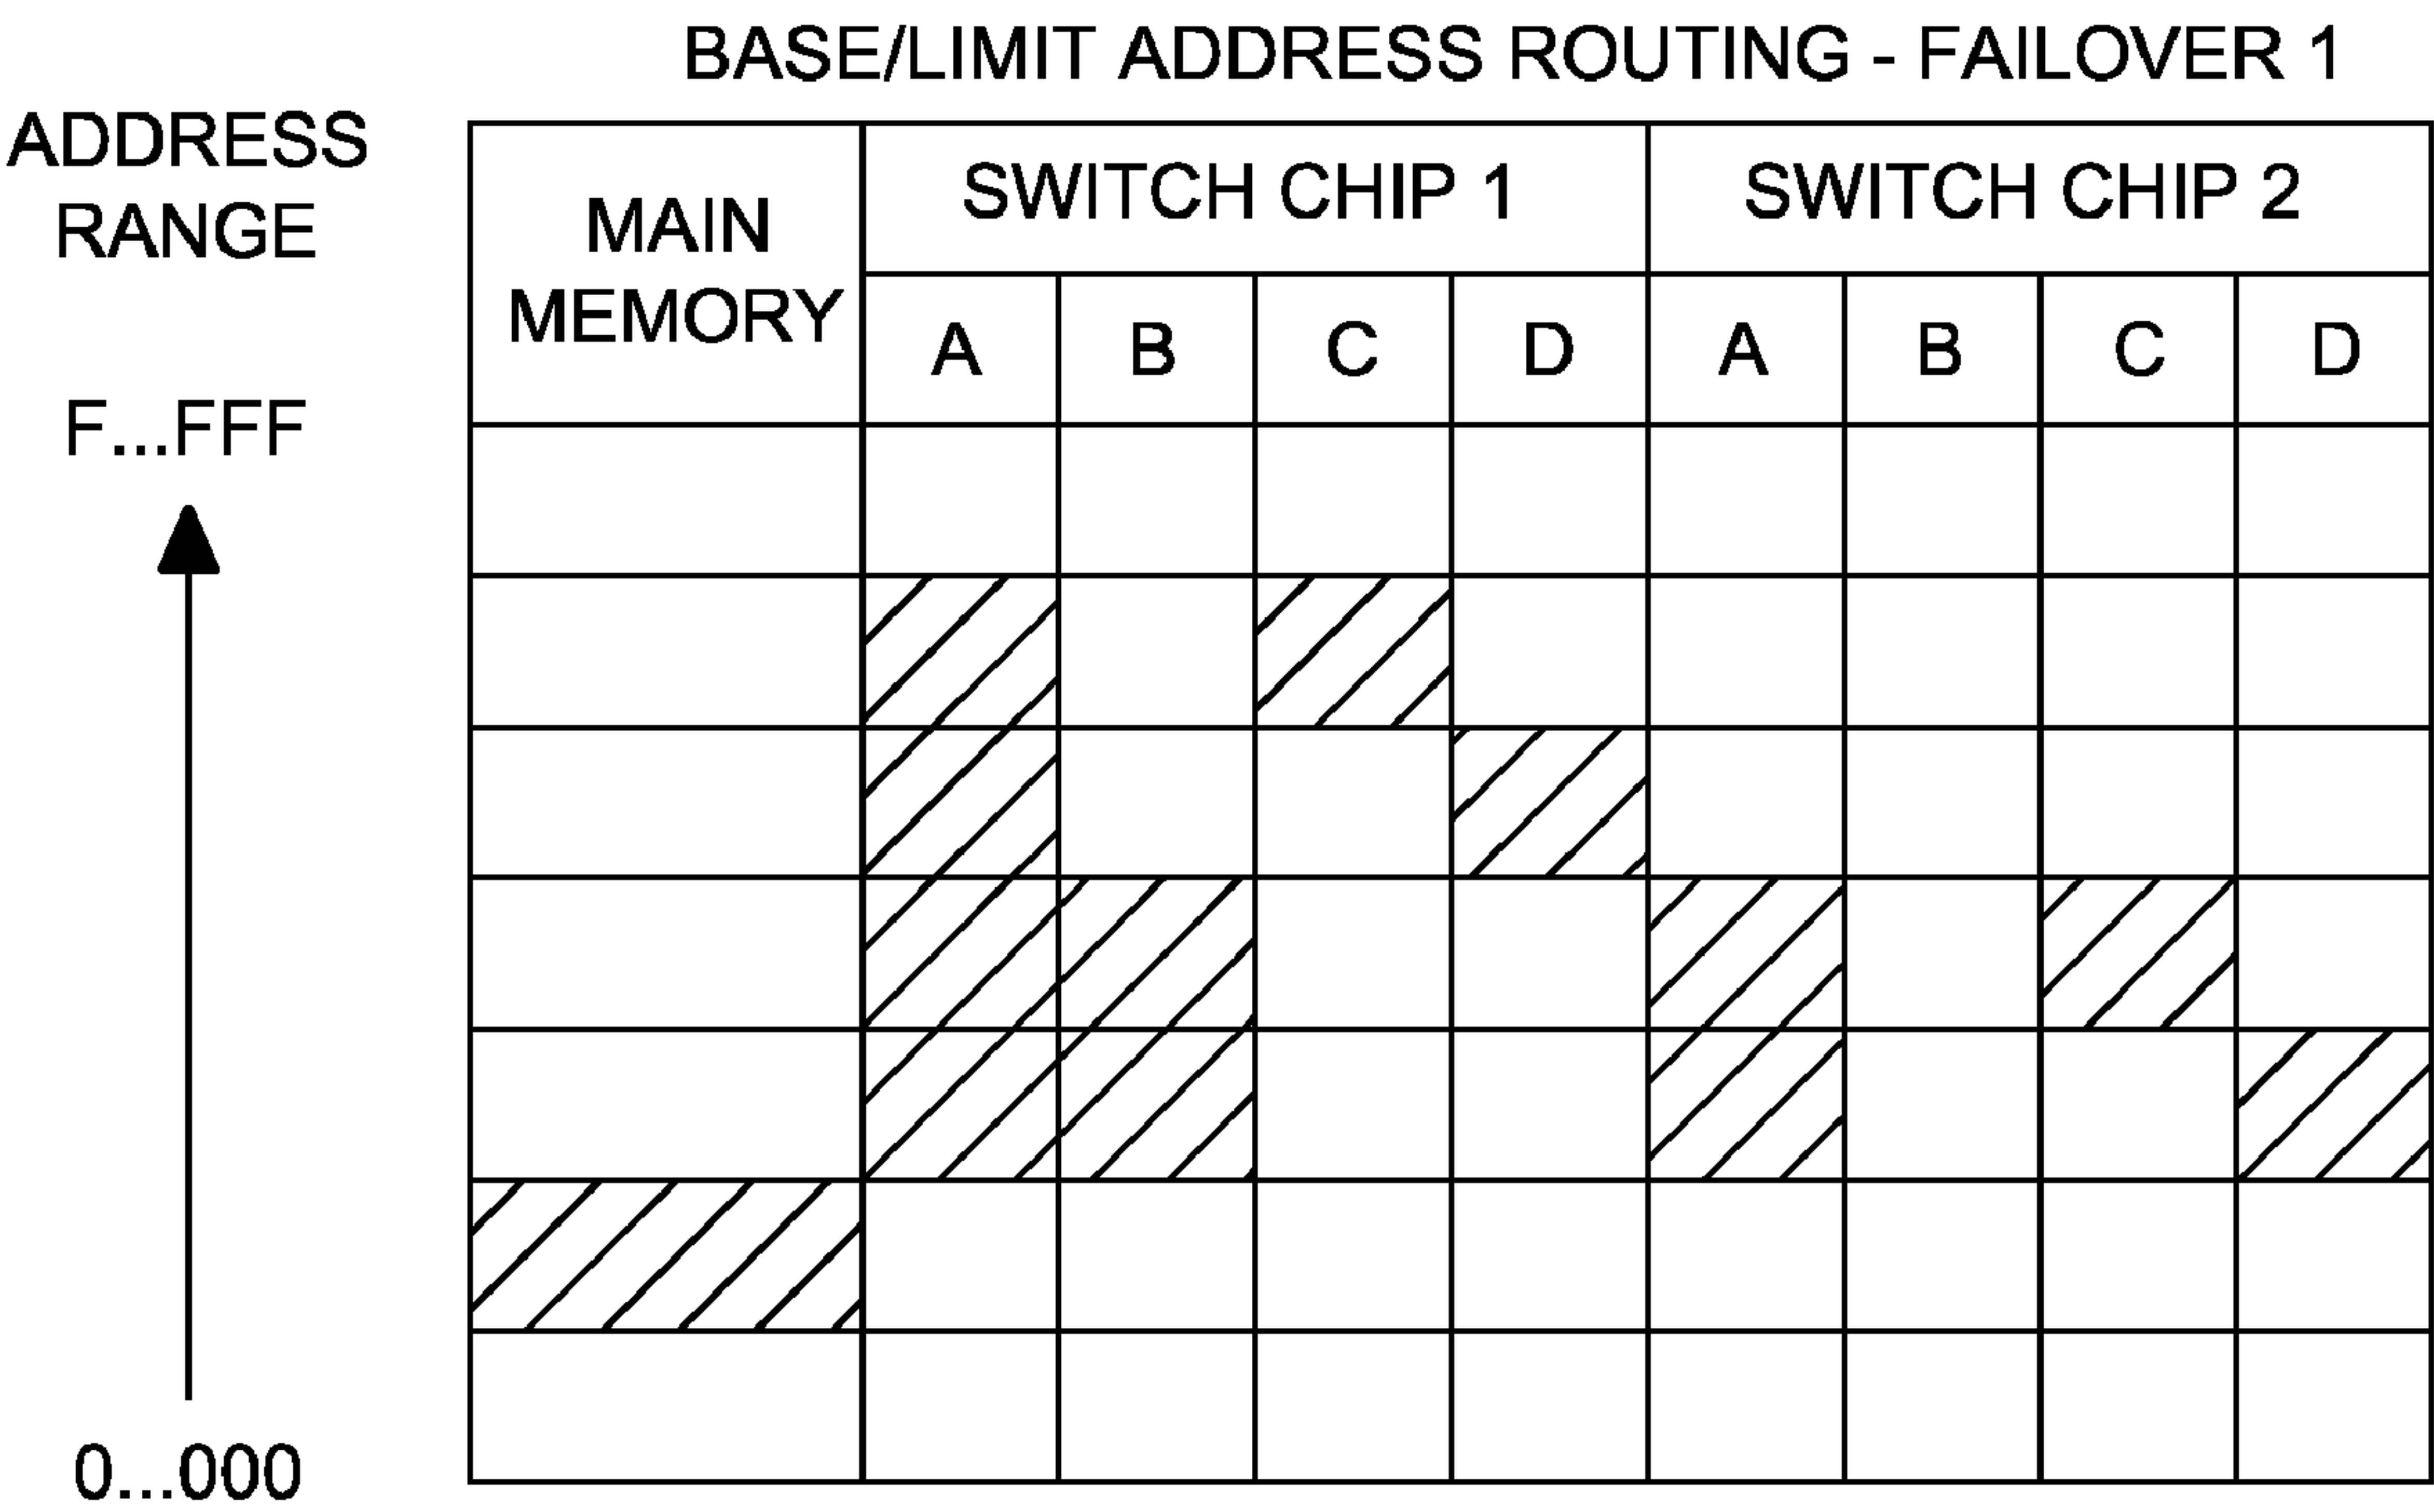 BASE/LIMIT ADDRESS ROUTING - FAILOVER 1
ADDRESS
RANGE
F...FFF
0...000
MAIN
MEMORY
SWITCH CHIP 1
SWITCH CHIP 2
A B C D A B C D